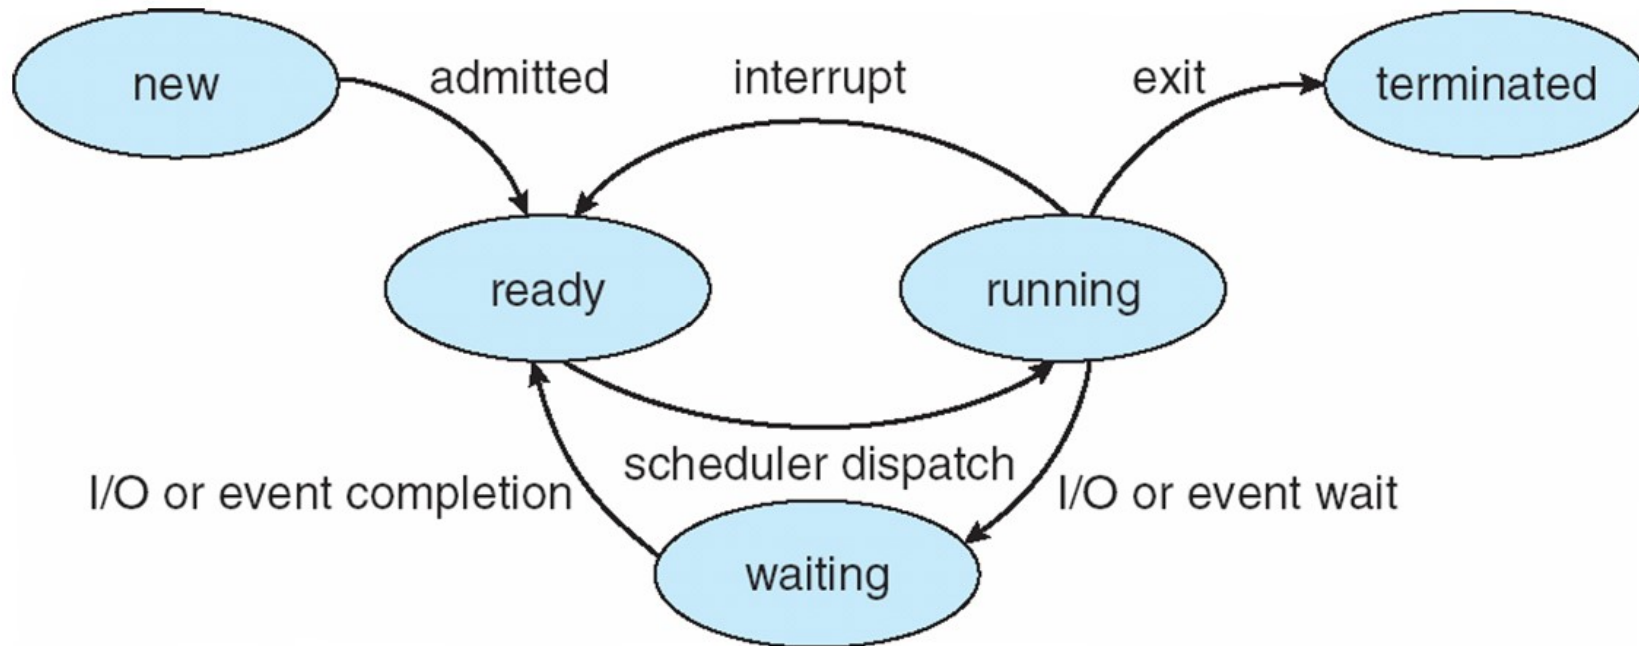 new
admitted
interrupt
exit
terminated
ready
running
scheduler dispatch
I/O or event completion
I/O or event wait
waiting